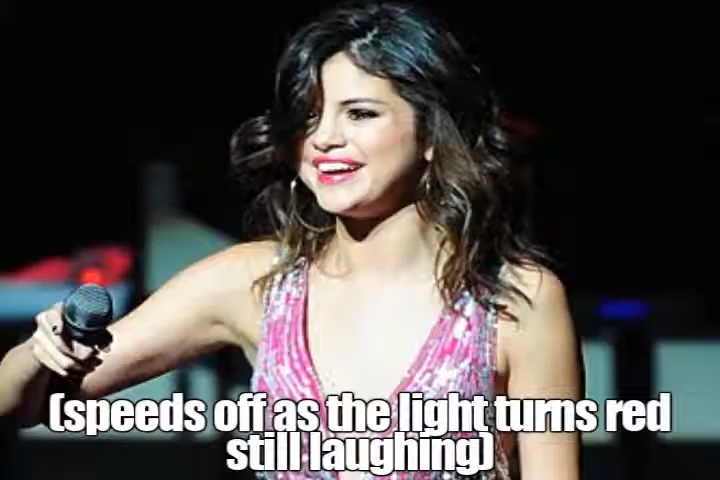 (speeds off as the light turns red
still laughing)